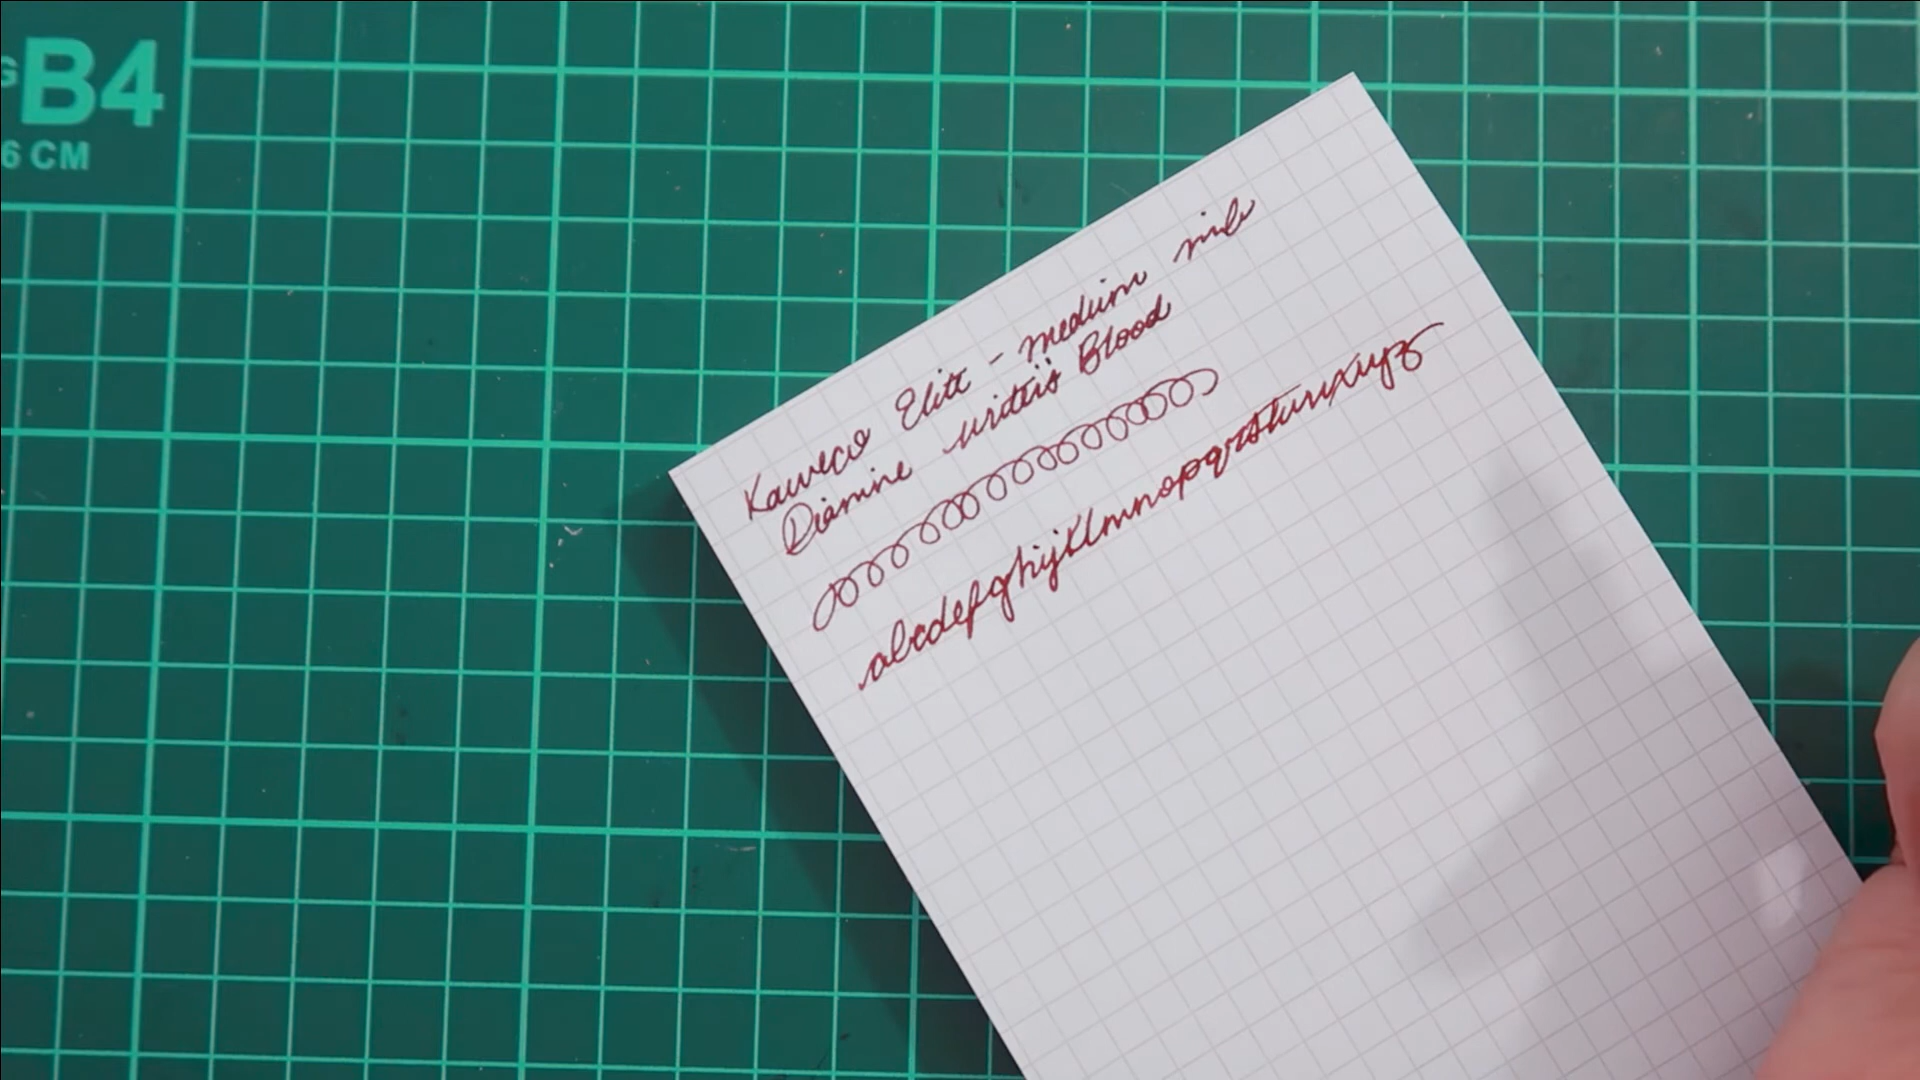 B4
6 CM
Kaweco Elite - medium nib
Diamine Writer's Blood
abcdefghijklmnopqrstuvwxyz